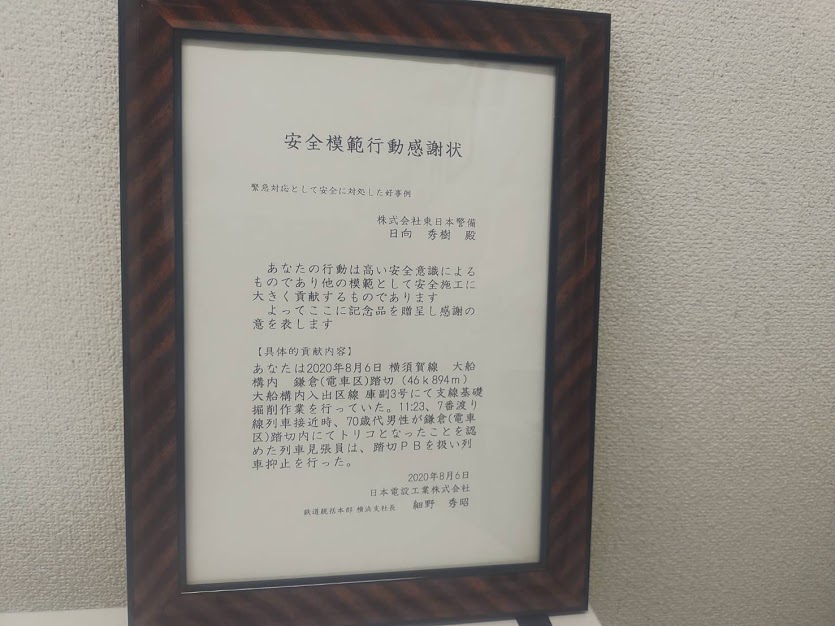 安全模範行動感謝状
緊急対応として安全に対処した好事例
株式会社東日本警備
日向　秀樹　殿
　あなたの行動は高い安全意識による
ものであり他の模範として安全施工に
大きく貢献するものであります
　よってここに記念品を贈呈し感謝の
意を表します
【具体的貢献内容】
あなたは2020年8月6日 横須賀線　大船
構内　鎌倉(電車区)踏切（46ｋ894ｍ）
大船構内入出区線 庫副3号にて支線基礎
掘削作業を行っていた。11:23、7番渡り
線列車接近時、70歳代男性が鎌倉(電車
区)踏切内にてトリコとなったことを認
めた列車見張員は、踏切ＰＢを扱い列
車抑止を行った。
2020年8月6日
日本電設工業株式会社
鉄道統括本部 横浜支社長　細野　秀昭